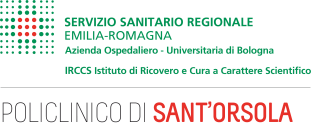 SERVIZIO SANITARIO REGIONALE
EMILIA-ROMAGNA
Azienda Ospedaliero - Universitaria di Bologna
IRCCS Istituto di Ricovero e Cura a Carattere Scientifico
POLICLINICO DI SANT'ORSOLA